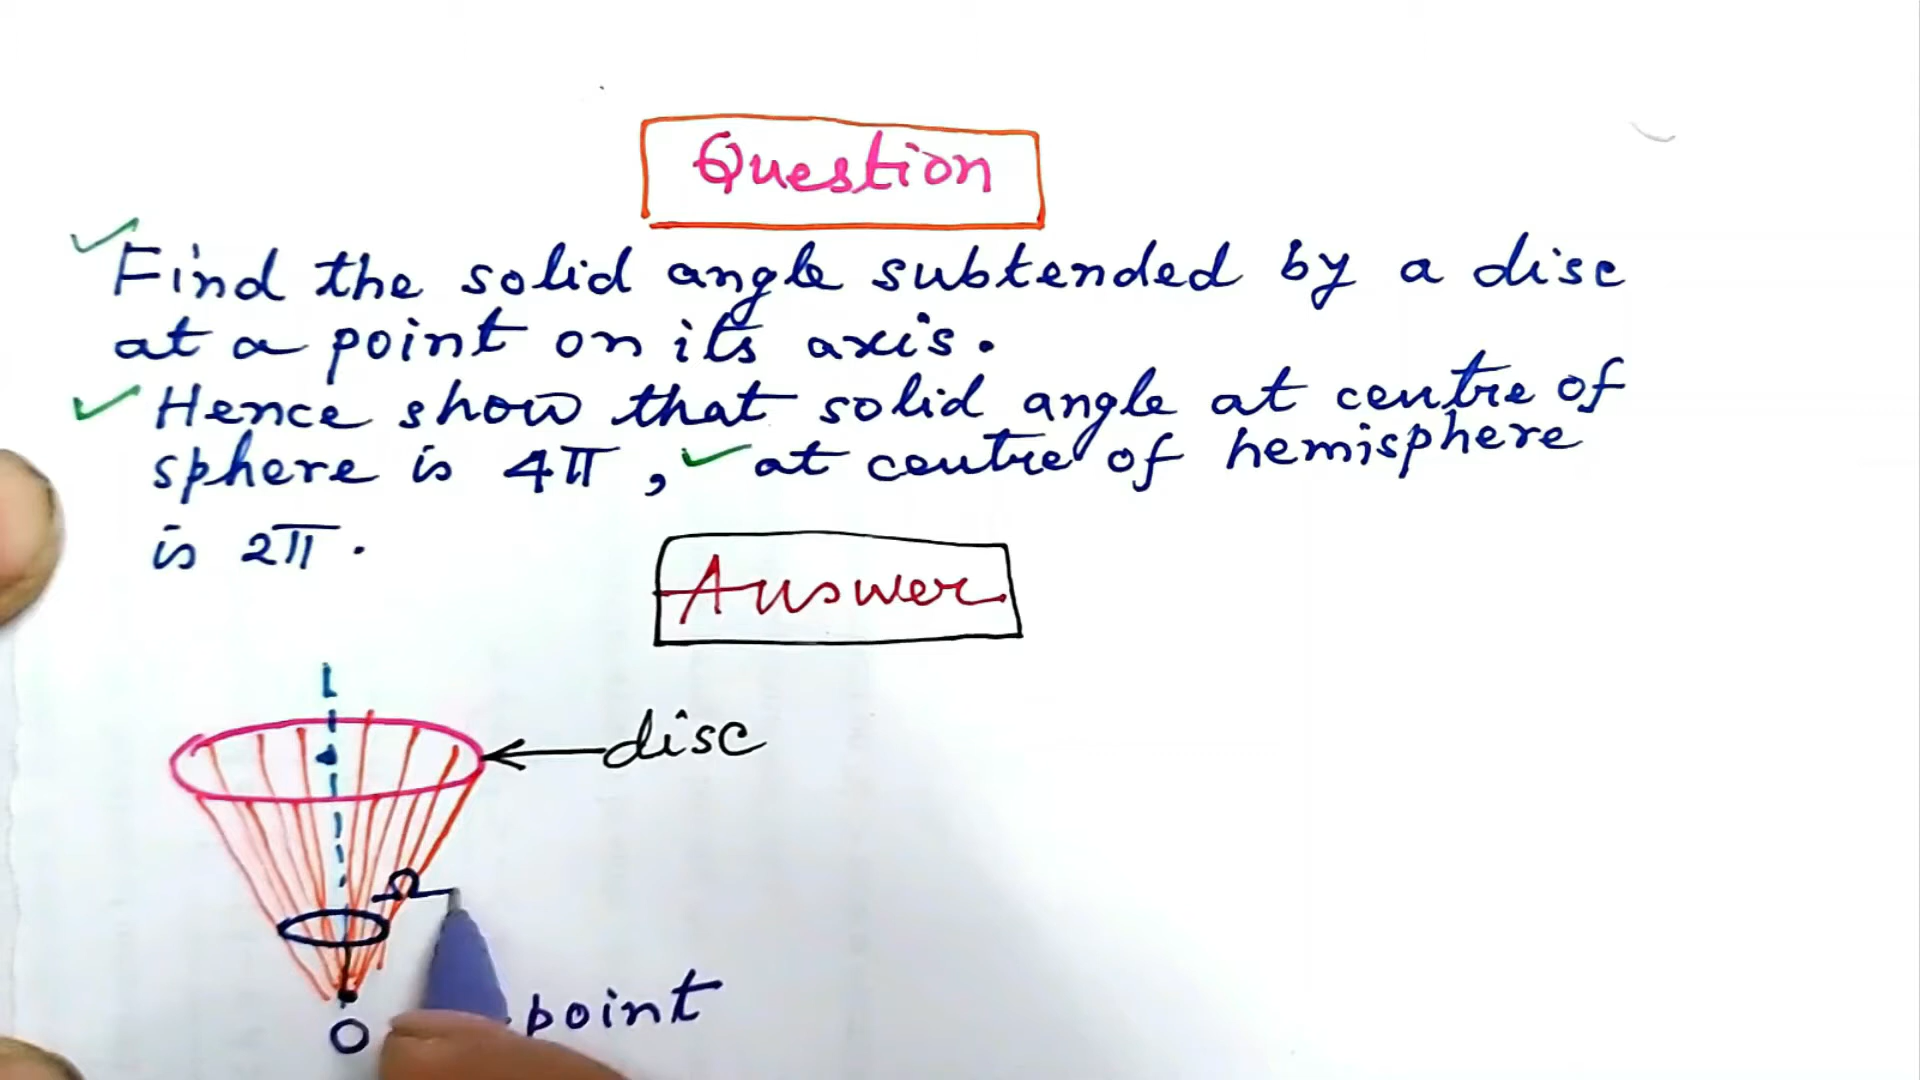 Question
Find the solid angle subtended by a disc
at a point on its axis.
Hence show that solid angle at centre of
sphere is 4π, at centre of hemisphere
is 2π.
Answer
disc
Ω
point
O